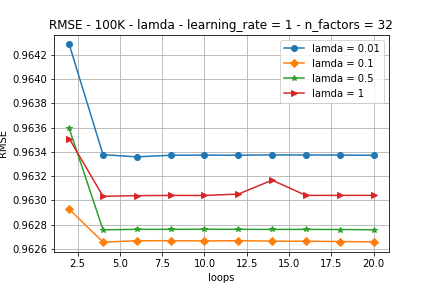 RMSE - 100K - lamda - learning_rate = 1 - n_factors = 32
lamda = 0.01
lamda = 0.1
lamda = 0.5
lamda = 1
0.9642
0.9640
0.9638
0.9636
0.9634
0.9632
0.9630
0.9628
0.9626
RMSE
2.5 5.0 7.5 10.0 12.5 15.0 17.5 20.0
loops